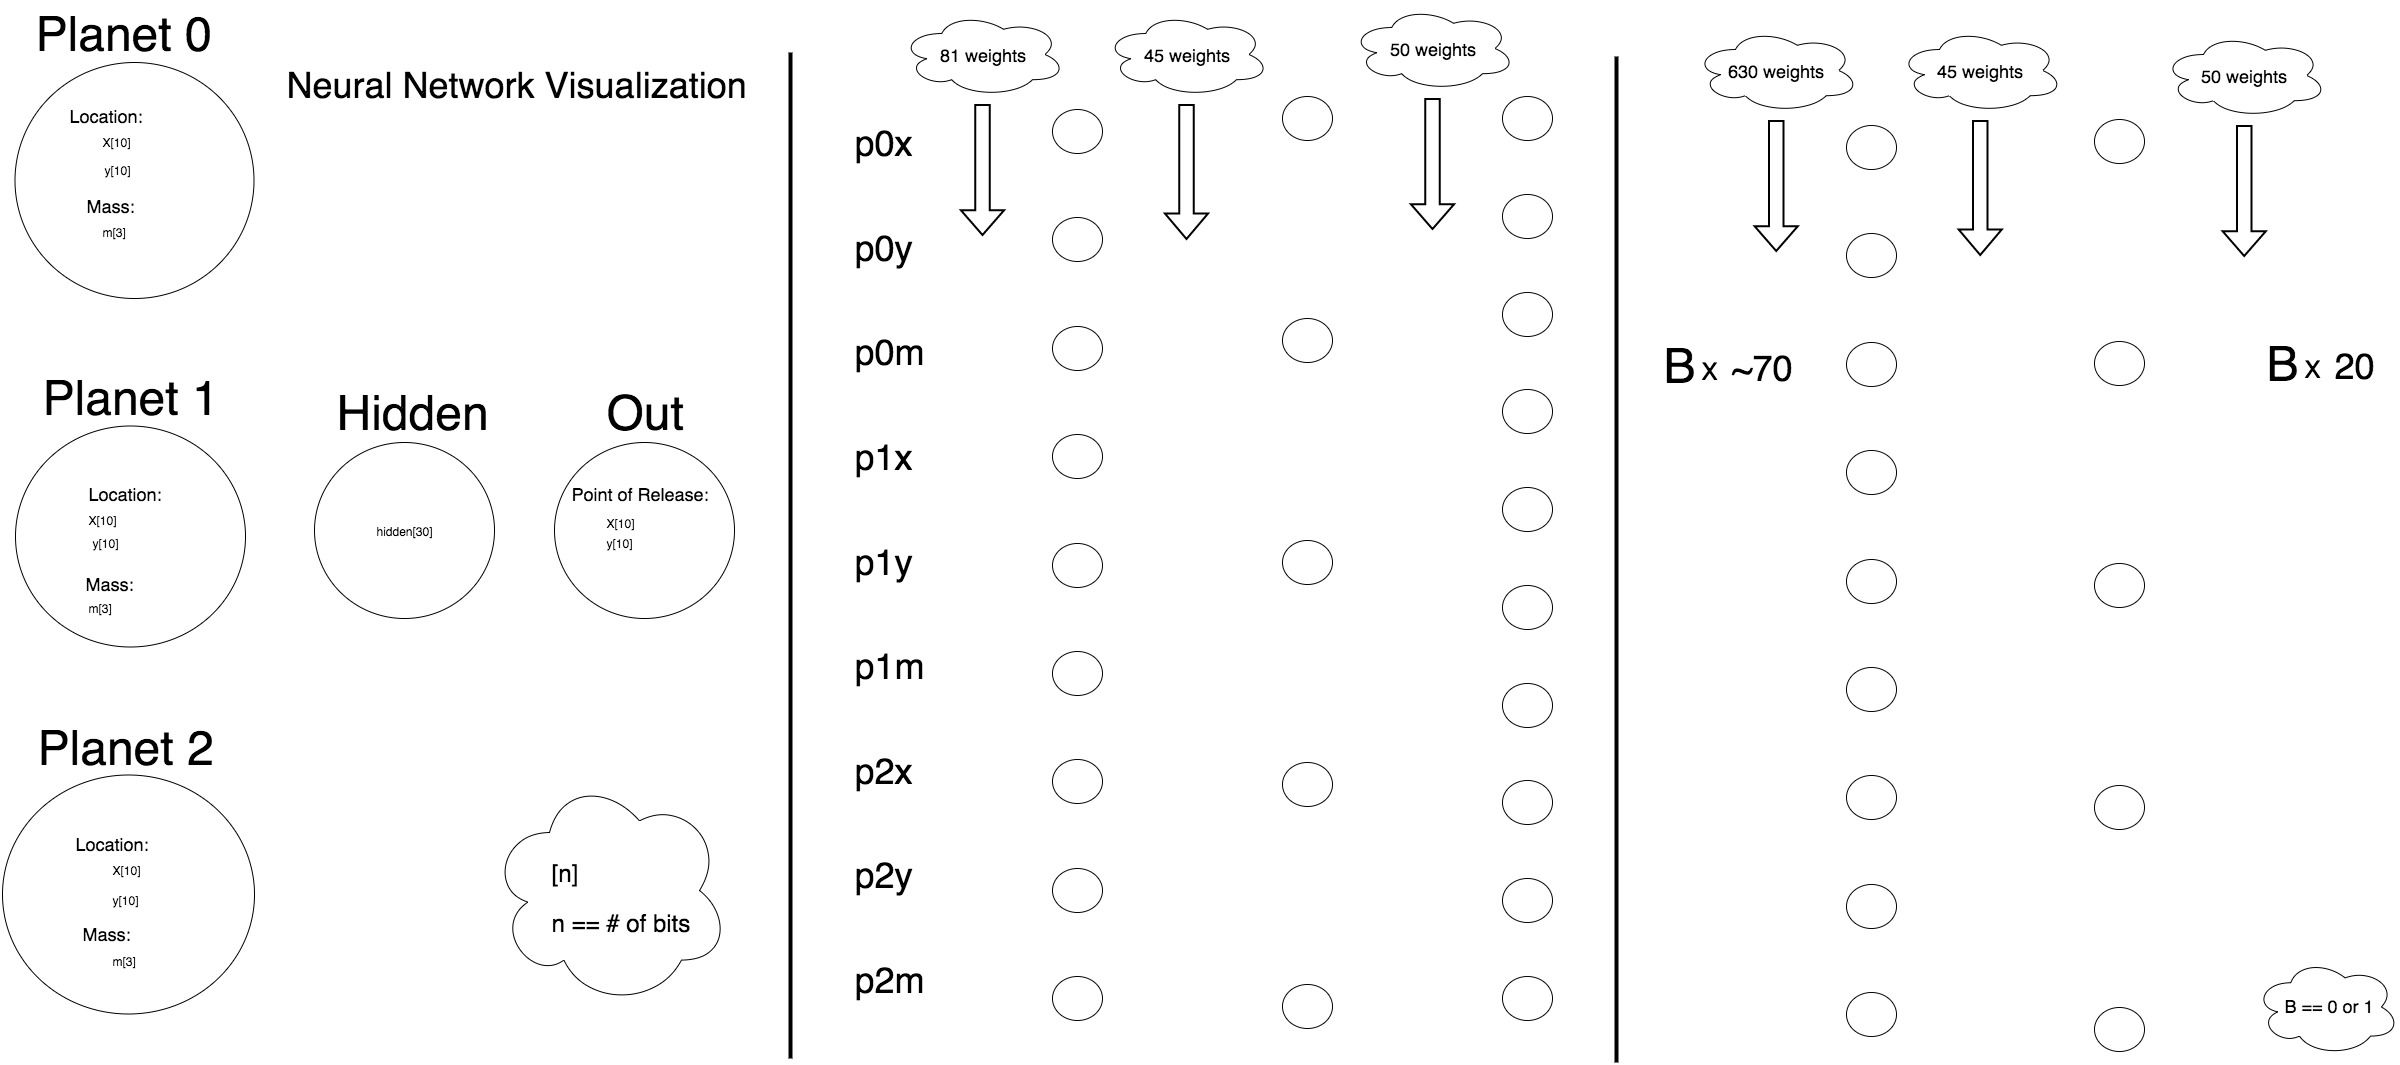 Planet 0
Location:
X[10]
y[10]
Mass:
m[3]
Neural Network Visualization
Planet 1
Location:
X[10]
y[10]
Mass:
m[3]
Hidden
hidden[30]
Out
Point of Release:
X[10]
y[10]
Planet 2
Location:
X[10]
y[10]
Mass:
m[3]
[n]
n == # of bits
81 weights
45 weights
50 weights
p0x
p0y
p0m
p1x
p1y
p1m
p2x
p2y
p2m
630 weights
45 weights
50 weights
B x ~70
B x 20
B == 0 or 1